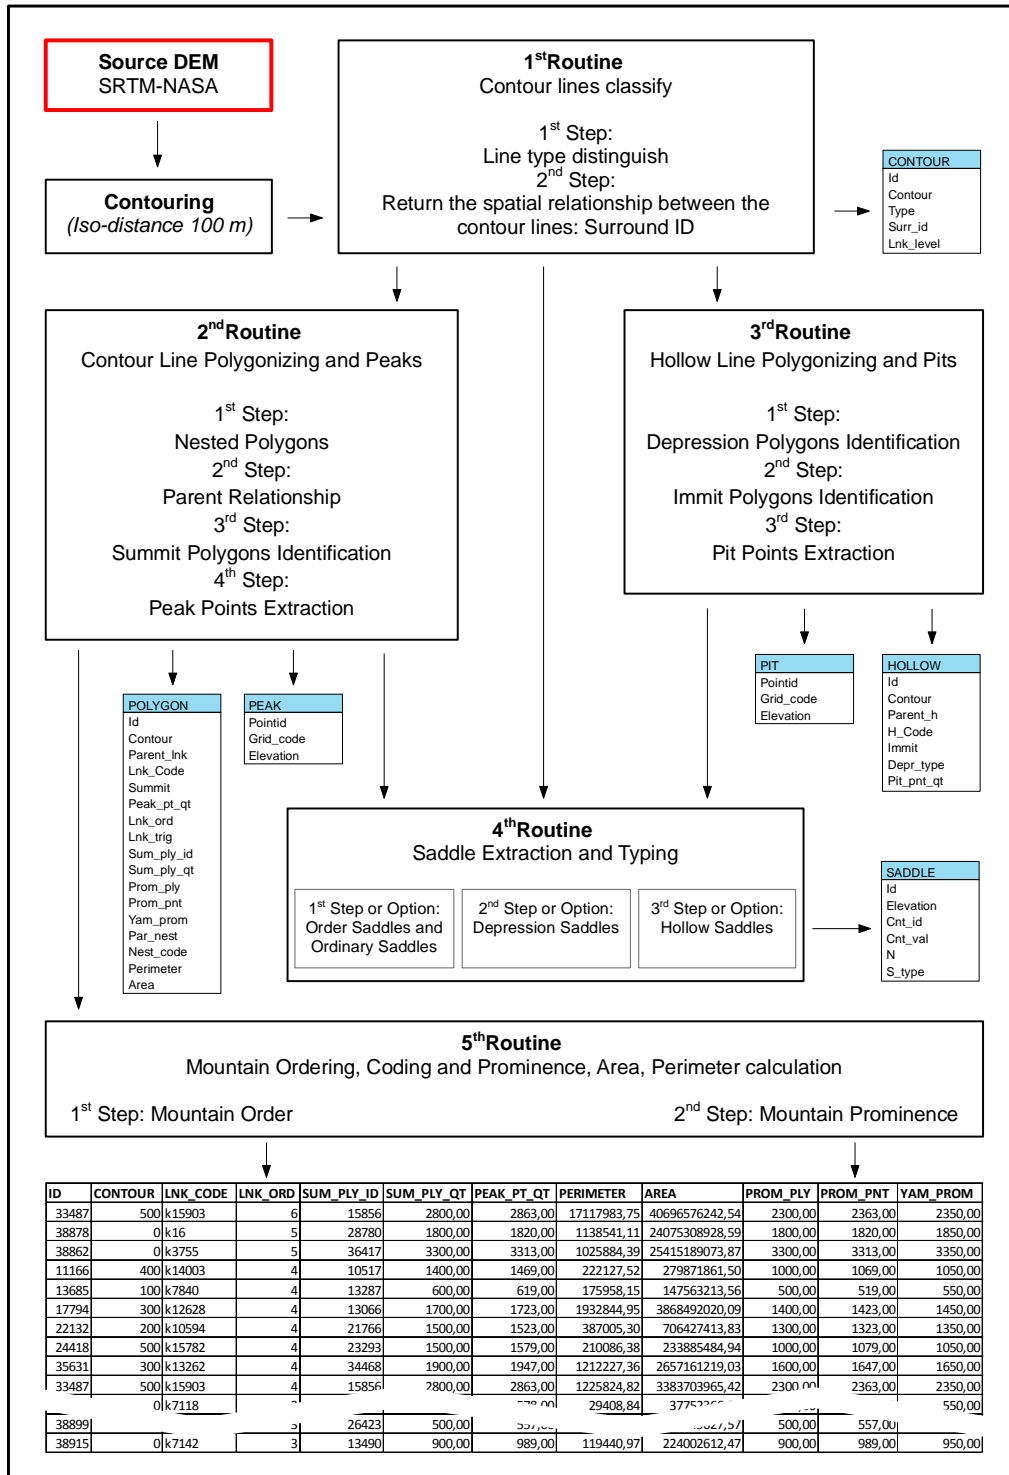 Source DEM
SRTM-NASA
1st Routine
Contour lines classify
1st Step:
Line type distinguish
2nd Step:
Return the spatial relationship between the
contour lines: Surround ID
Contouring
(Iso-distance 100 m)
CONTOUR
Id
Contour
Type
Surr_id
Lnk_level
2nd Routine
Contour Line Polygonizing and Peaks
1st Step:
Nested Polygons
2nd Step:
Parent Relationship
3rd Step:
Summit Polygons Identification
4th Step:
Peak Points Extraction
3rd Routine
Hollow Line Polygonizing and Pits
1st Step:
Depression Polygons Identification
2nd Step:
Immit Polygons Identification
3rd Step:
Pit Points Extraction
POLYGON
Id
Contour
Parent_lnk
Lnk_Code
Summit
Peak_pt_qt
Lnk_ord
Lnk_trig
Sum_ply_id
Sum_ply_qt
Prom_ply
Prom_pnt
Yam_prom
Par_nest
Nest_code
Perimeter
Area
PEAK
Pointid
Grid_code
Elevation
PIT
Pointid
Grid_code
Elevation
HOLLOW
Id
Contour
Parent_h
H_Code
Immit
Depr_type
Pit_pnt_qt
4th Routine
Saddle Extraction and Typing
1st Step or Option:
Order Saddles and
Ordinary Saddles
2nd Step or Option:
Depression Saddles
3rd Step or Option:
Hollow Saddles
SADDLE
Id
Elevation
Cnt_id
Cnt_val
N
S_type
5th Routine
Mountain Ordering, Coding and Prominence, Area, Perimeter calculation
1st Step: Mountain Order 2nd Step: Mountain Prominence
ID CONTOUR LNK_CODE LNK_ORD SUM_PLY_ID SUM_PLY_QT PEAK_PT_QT PERIMETER AREA PROM_PLY PROM_PNT YAM_PROM
33487 500 k15903 6 15856 2800,00 2863,00 17117983,75 40696576242,54 2300,00 2363,00 2350,00
38878 0 k16 5 28780 1800,00 1820,00 1138541,11 24075308928,59 1800,00 1820,00 1850,00
38862 0 k3755 5 36417 3300,00 3313,00 1025884,39 25415189073,87 3300,00 3313,00 3350,00
11166 400 k14003 4 10517 1400,00 1469,00 222127,52 279871861,50 1000,00 1069,00 1050,00
13685 100 k7840 4 13287 600,00 619,00 175958,15 147563213,56 500,00 519,00 550,00
17794 300 k12628 4 13066 1700,00 1723,00 1932844,95 3868492020,09 1400,00 1423,00 1450,00
22132 200 k10594 4 21766 1500,00 1523,00 387005,30 706427413,83 1300,00 1323,00 1350,00
24418 500 k15782 4 23293 1500,00 1579,00 210086,38 233885484,94 1000,00 1079,00 1050,00
35631 300 k13262 4 34468 1900,00 1947,00 1212227,36 2657161219,03 1600,00 1647,00 1650,00
33487 500 k15903 4 15856 2800,00 2863,00 1225824,82 3383703965,42 2300,00 2363,00 2350,00
0 k7118 29408,84 550,00
38899 3 26423 500,00 500,00 557,00
38915 0 k7142 3 13490 900,00 989,00 119440,97 224002612,47 900,00 989,00 950,00